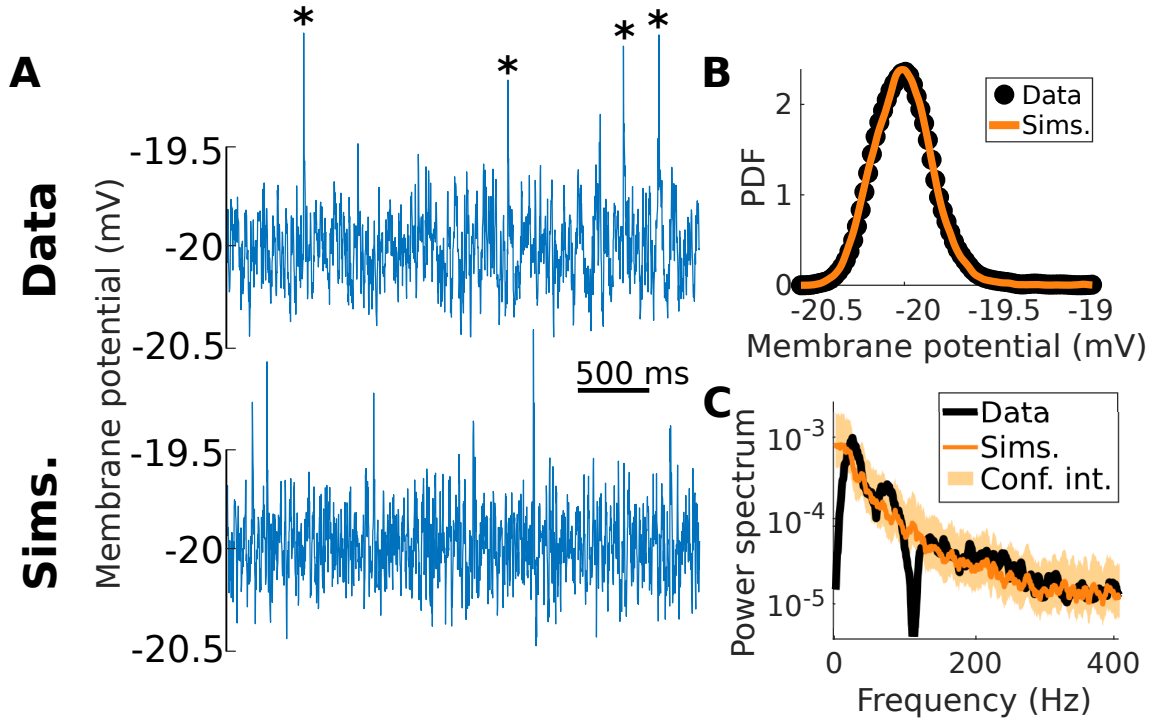 A
* * * *
Data
Sims.
Membrane potential (mV)
-19.5
-20
-20.5
500 ms
-19.5
-20
-20.5
B
PDF
2
1
0
Data
Sims.
-20.5 -20 -19.5 -19
Membrane potential (mV)
C
Power spectrum
10-3
10-4
10-5
Data
Sims.
Conf. int.
0 200 400
Frequency (Hz)